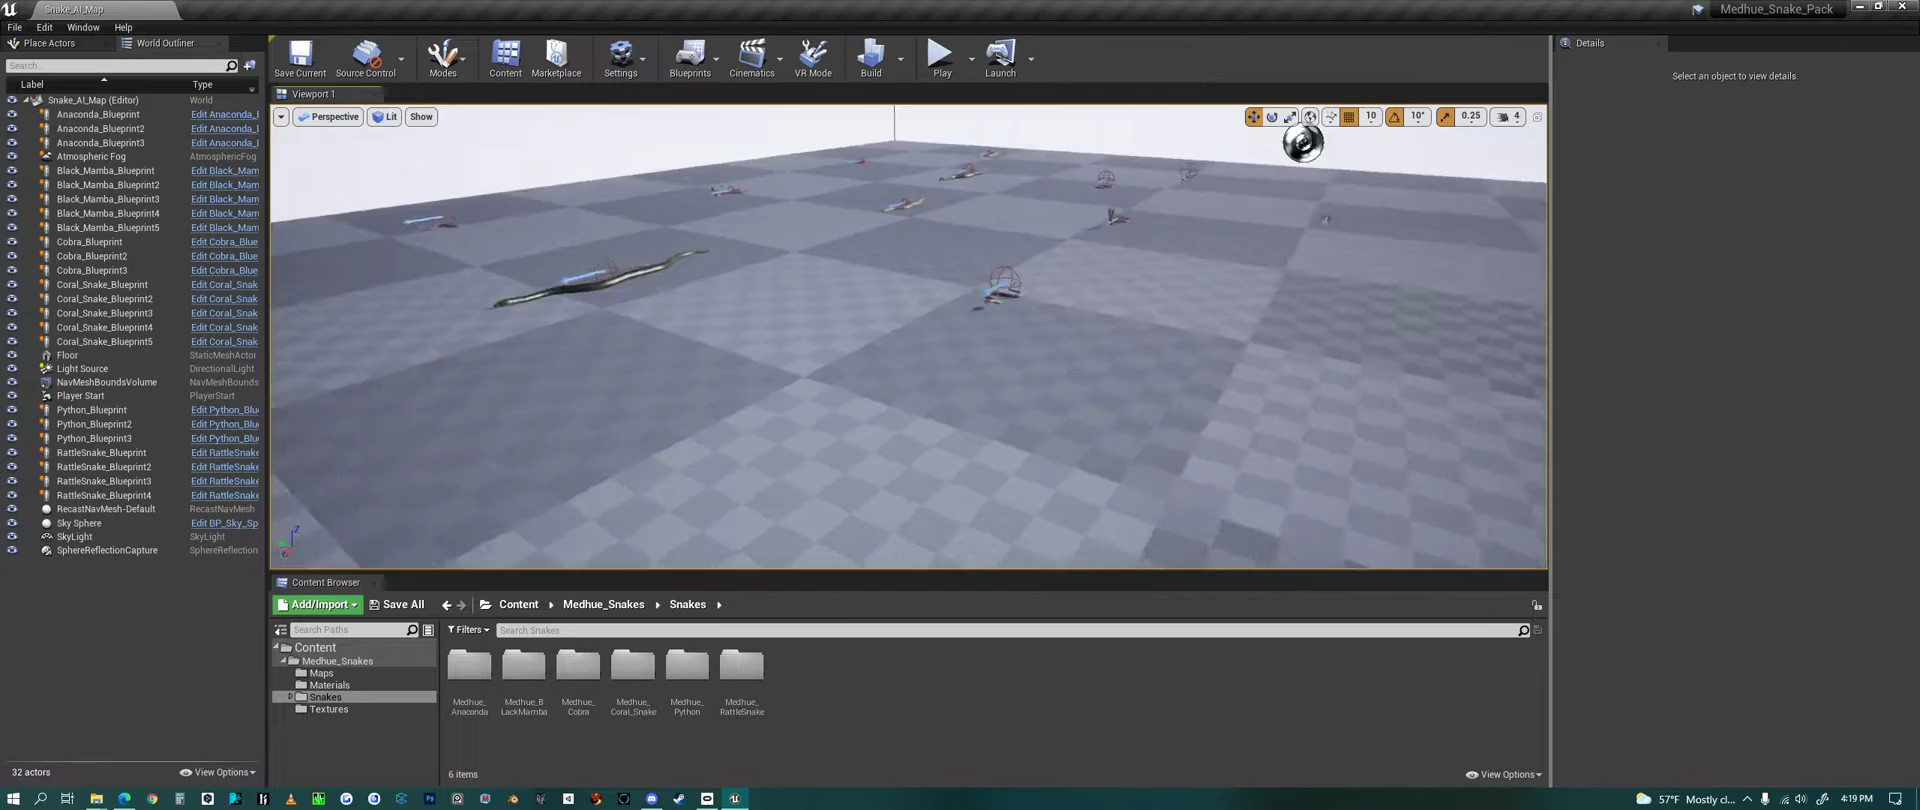 Snake_AI_Map
Medhue_Snake_Pack
File Edit Window Help
Place Actors World Outliner
Search...
Label Type
Snake_AI_Map (Editor) World
Anaconda_Blueprint Edit Anaconda_I
Anaconda_Blueprint2 Edit Anaconda_I
Anaconda_Blueprint3 Edit Anaconda_I
Atmospheric Fog AtmosphericFog
Black_Mamba_Blueprint Edit Black_Mam
Black_Mamba_Blueprint2 Edit Black_Mam
Black_Mamba_Blueprint3 Edit Black_Mam
Black_Mamba_Blueprint4 Edit Black_Mam
Black_Mamba_Blueprint5 Edit Black_Mam
Cobra_Blueprint Edit Cobra_Blue
Cobra_Blueprint2 Edit Cobra_Blue
Cobra_Blueprint3 Edit Cobra_Blue
Coral_Snake_Blueprint Edit Coral_Snak
Coral_Snake_Blueprint2 Edit Coral_Snak
Coral_Snake_Blueprint3 Edit Coral_Snak
Coral_Snake_Blueprint4 Edit Coral_Snak
Coral_Snake_Blueprint5 Edit Coral_Snak
Floor StaticMeshActor
Light Source DirectionalLight
NavMeshBoundsVolume NavMeshBounds
Player Start PlayerStart
Python_Blueprint Edit Python_Blu
Python_Blueprint2 Edit Python_Blu
Python_Blueprint3 Edit Python_Blu
RattleSnake_Blueprint Edit RattleSnake
RattleSnake_Blueprint2 Edit RattleSnake
RattleSnake_Blueprint3 Edit RattleSnake
RattleSnake_Blueprint4 Edit RattleSnake
RecastNavMesh-Default RecastNavMesh
Sky Sphere Edit BP_Sky_Sp
SkyLight SkyLight
SphereReflectionCapture SphereReflection
32 actors View Options
Save Current Source Control Modes Content Marketplace Settings Blueprints Cinematics VR Mode Build Play Launch
Viewport 1
Perspective Lit Show
10 10° 0.25 4
Z
Details
Select an object to view details.
Content Browser
Add/Import Save All Content Medhue_Snakes Snakes
Search Paths Filters Search Snakes
Content
Medhue_Snakes
Maps
Materials
Snakes
Textures
Medhue_
Anaconda
Medhue_B
LackMamba
Medhue_
Cobra
Medhue_
Coral_Snake
Medhue_
Python
Medhue_
RattleSnake
6 items View Options
57°F Mostly cl... 4:19 PM